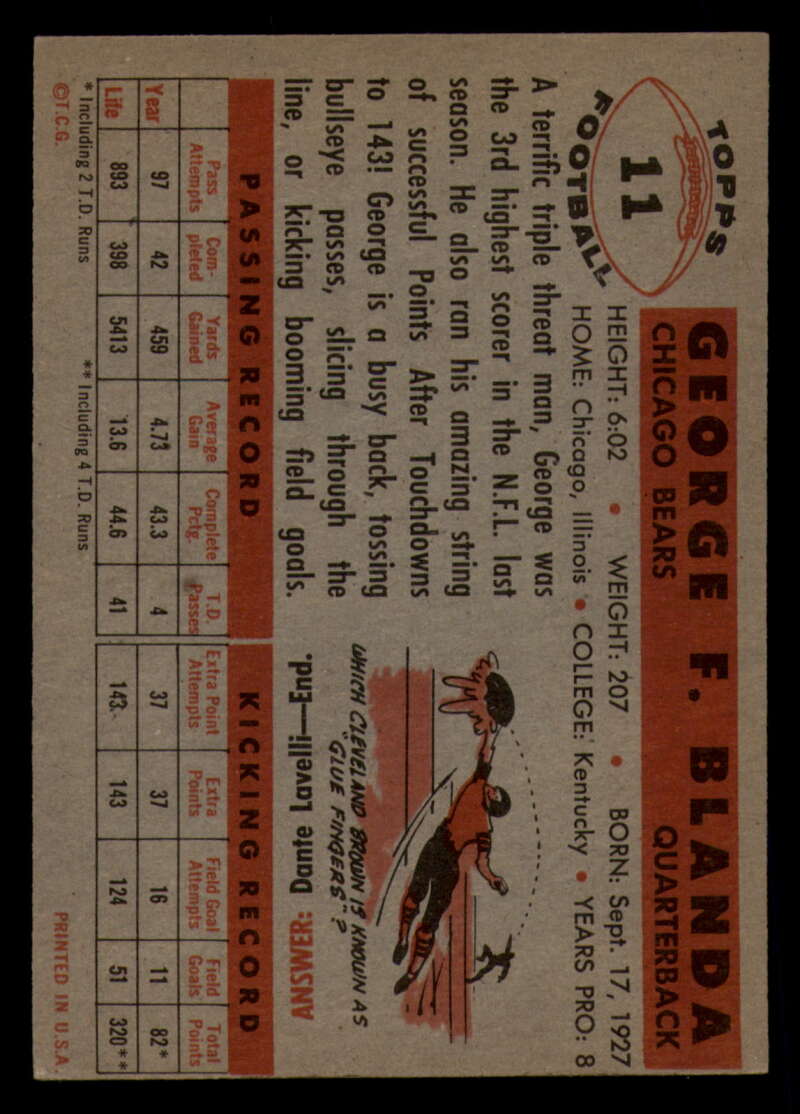 TOPPS
11
FOOTBALL
GEORGE F. BLANDA
CHICAGO BEARS QUARTERBACK
HEIGHT: 6:02 • WEIGHT: 207 • BORN: Sept. 17, 1927
HOME: Chicago, Illinois • COLLEGE: Kentucky • YEARS PRO: 8
A terrific triple threat man, George was
the 3rd highest scorer in the N.F.L. last
season. He also ran his amazing string
of successful Points After Touchdowns
to 143! George is a busy back, tossing
bullseye passes, slicing through the
line, or kicking booming field goals.
WHICH CLEVELAND BROWN IS KNOWN AS
"GLUE FINGERS"?
ANSWER: Dante Lavelli—End.
PASSING RECORD KICKING RECORD
Pass Attempts Com-pleted Yards Gained Average Gain Complete Pctg. T.D. Passes Extra Point Attempts Extra Points Field Goal Attempts Field Goals Total Points
Year 97 42 459 4.73 43.3 4 37 37 16 11 82*
Life 893 398 5413 13.6 44.6 41 143 143 124 51 320**
* Including 2 T.D. Runs ** Including 4 T.D. Runs
©T.C.G. PRINTED IN U.S.A.